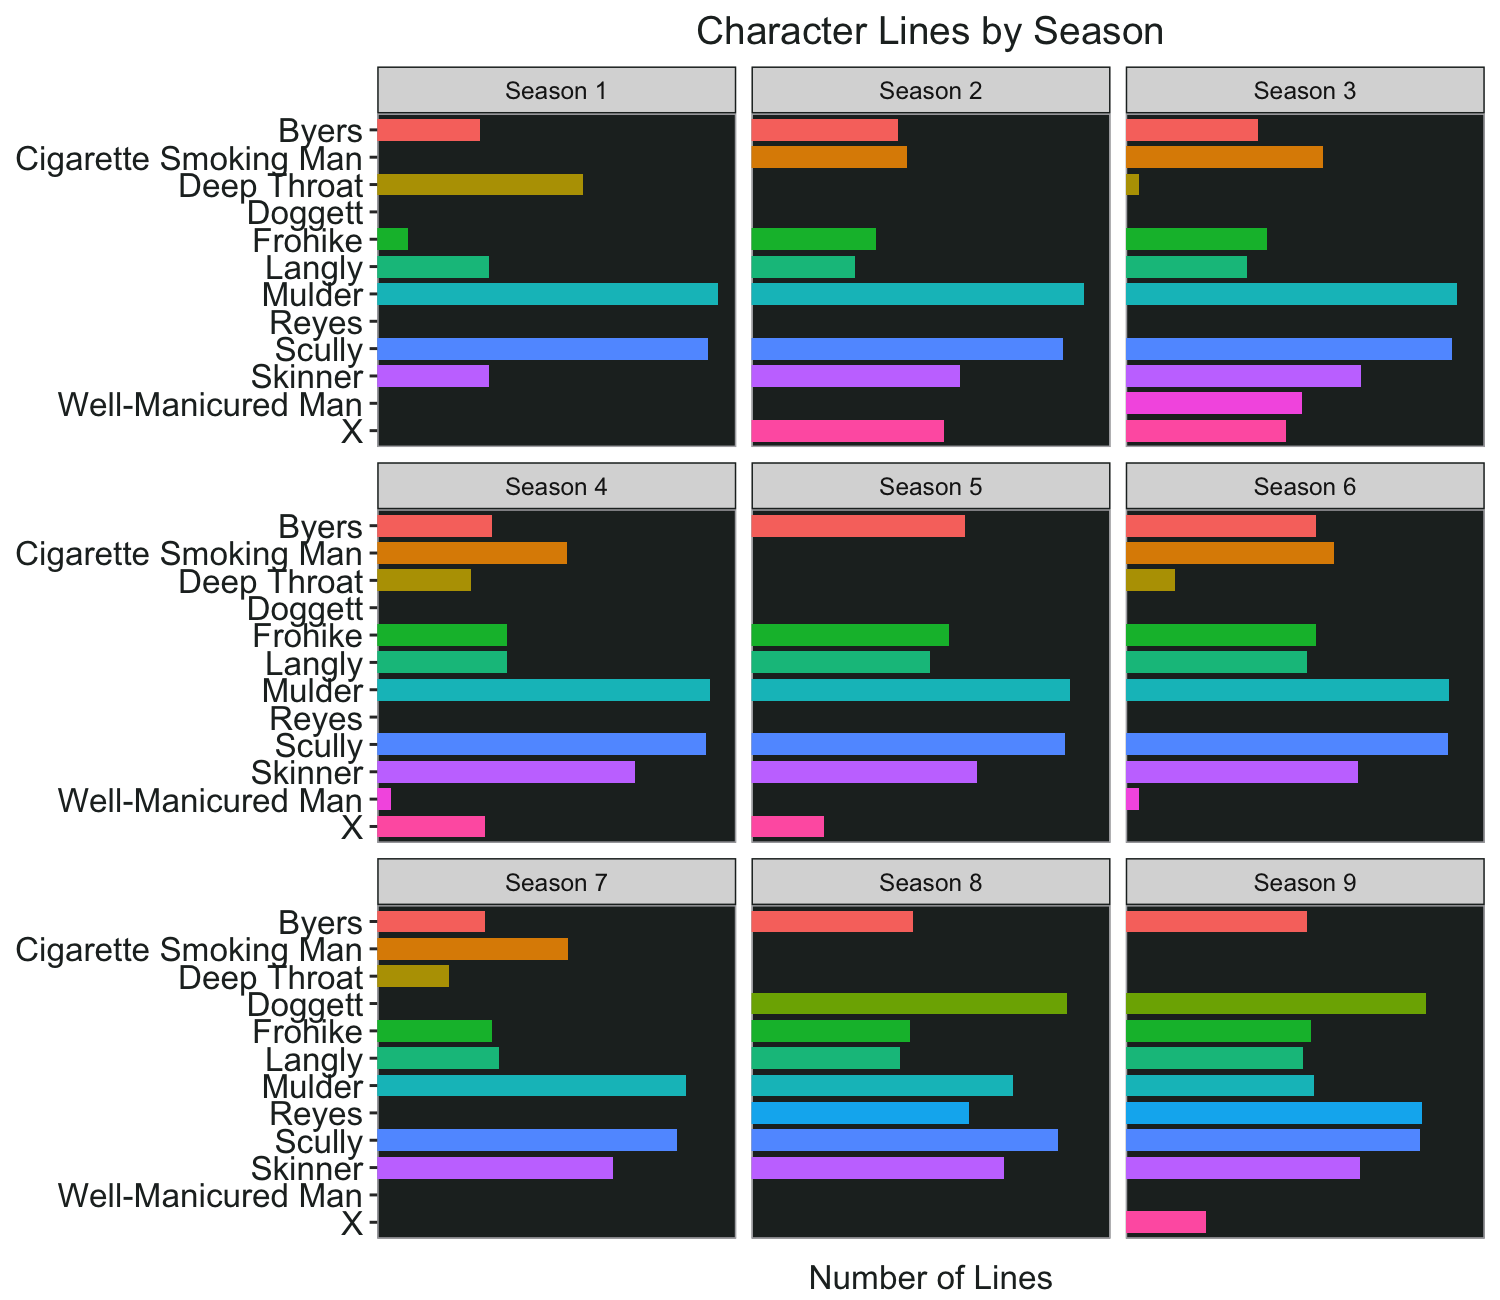 Character Lines by Season
Season 1
Season 2
Season 3
Byers
Cigarette Smoking Man
Deep Throat
Doggett
Frohike
Langly
Mulder
Reyes
Scully
Skinner
Well-Manicured Man
X
Season 4
Season 5
Season 6
Byers
Cigarette Smoking Man
Deep Throat
Doggett
Frohike
Langly
Mulder
Reyes
Scully
Skinner
Well-Manicured Man
X
Season 7
Season 8
Season 9
Byers
Cigarette Smoking Man
Deep Throat
Doggett
Frohike
Langly
Mulder
Reyes
Scully
Skinner
Well-Manicured Man
X
Number of Lines